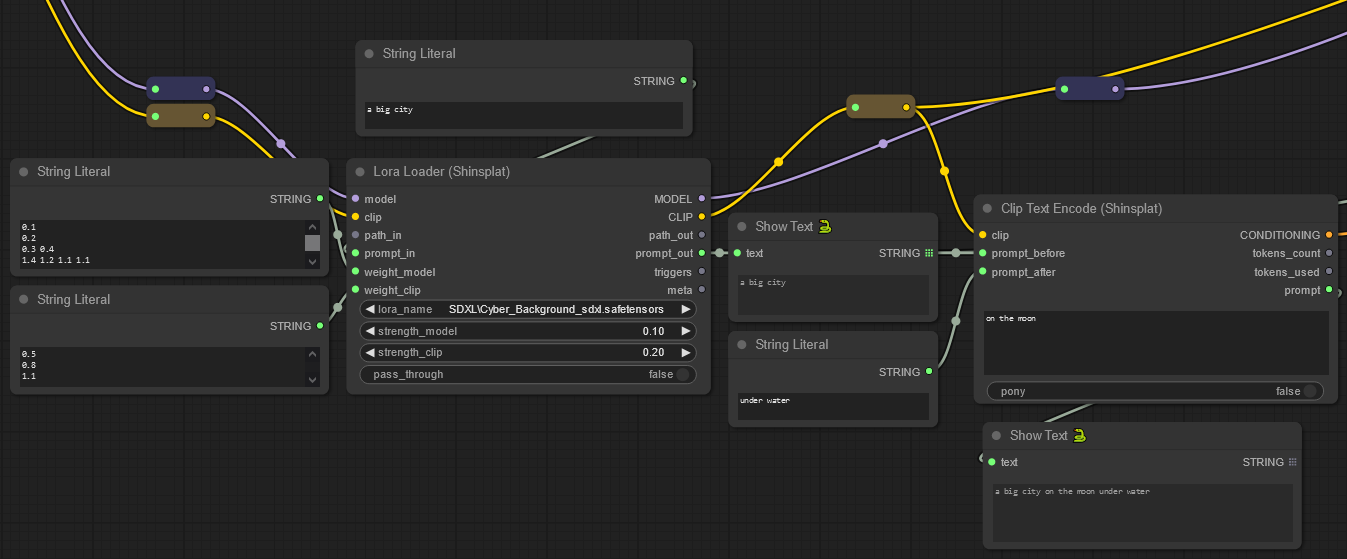 String Literal
STRING
a big city
String Literal
STRING
0.1
0.2
0.3 0.4
1.4 1.2 1.1 1.1
String Literal
STRING
0.5
0.8
1.1
Lora Loader (Shinsplat)
model MODEL
clip CLIP
path_in path_out
prompt_in prompt_out
weight_model triggers
weight_clip meta
lora_name SDXL\Cyber_Background_sdxl.safetensors
strength_model 0.10
strength_clip 0.20
pass_through false
Show Text
text STRING
a big city
String Literal
STRING
under water
Clip Text Encode (Shinsplat)
clip CONDITIONING
prompt_before tokens_count
prompt_after tokens_used
prompt
on the moon
pony false
Show Text
text STRING
a big city on the moon under water